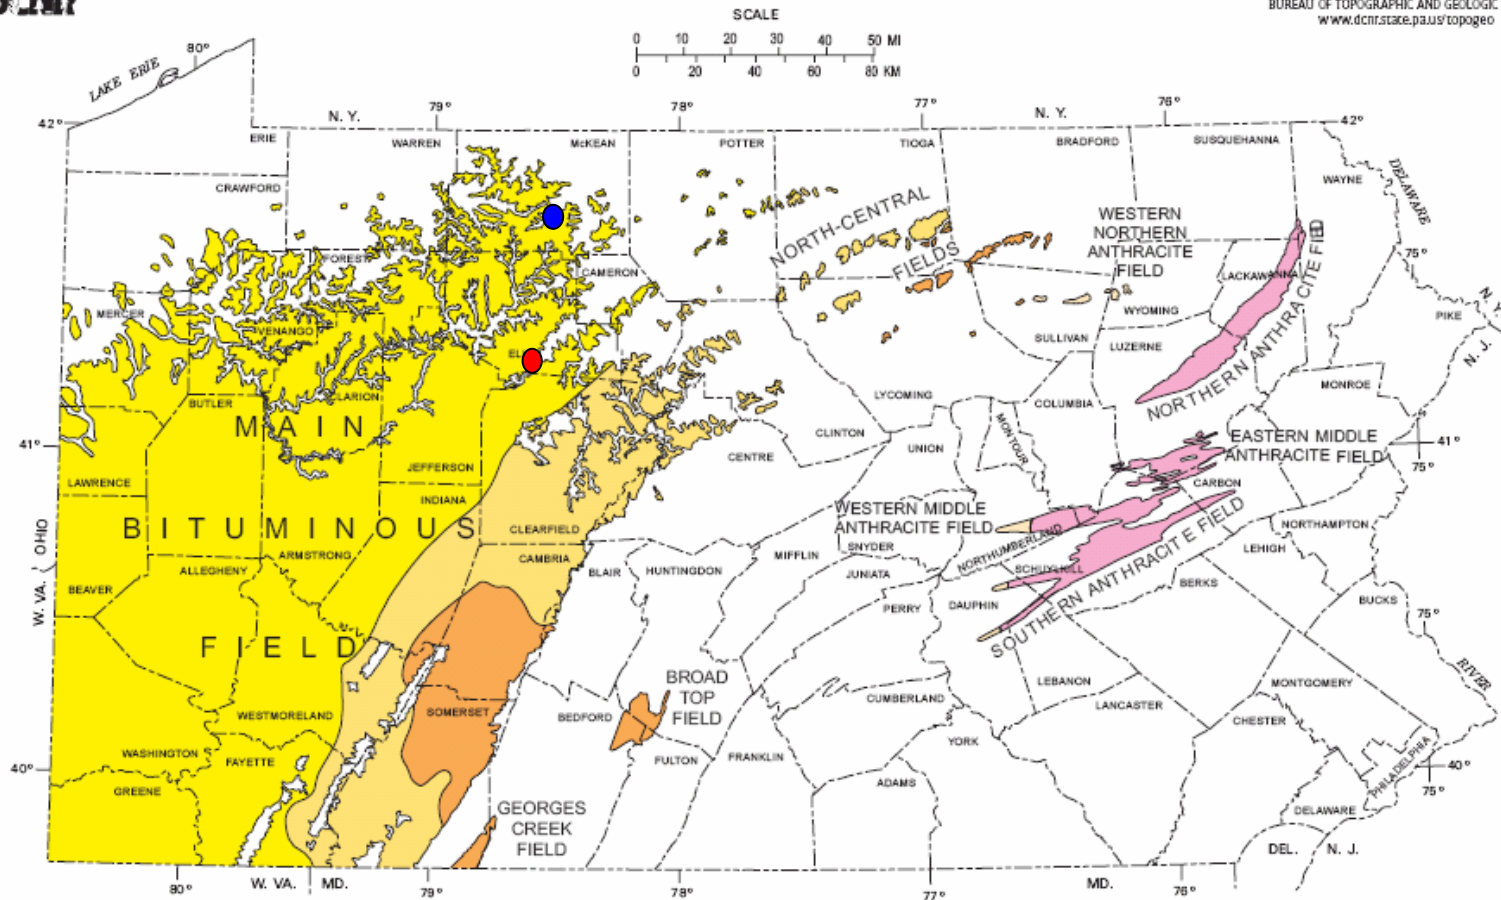 BUREAU OF TOPOGRAPHIC AND GEOLOGIC
www.dcnr.state.pa.us/topogeo
SCALE
0 10 20 30 40 50 MI
0 20 40 60 80 KM
LAKE ERIE
80°
79°
78°
77°
76°
42°
N. Y.
N. Y.
42°
ERIE
WARREN
McKEAN
POTTER
TIOGA
BRADFORD
SUSQUEHANNA
WAYNE
DELAWARE
CRAWFORD
NORTH-CENTRAL
FIELDS
WESTERN
NORTHERN
ANTHRACITE
FIELD
75°
FOREST
CAMERON
LACKAWANNA
NORTHERN ANTHRACITE FIELD
MERCER
VENANGO
WYOMING
PIKE
N. J.
SULLIVAN
LUZERNE
MONROE
BUTLER
CLARION
LYCOMING
COLUMBIA
MONTOUR
MAIN
CLINTON
UNION
41°
CENTRE
EASTERN MIDDLE
ANTHRACITE FIELD
41°
75°
LAWRENCE
JEFFERSON
INDIANA
CARBON
BITUMINOUS
CLEARFIELD
WESTERN MIDDLE
ANTHRACITE FIELD
NORTHUMBERLAND
NORTHAMPTON
W. VA. OHIO
ARMSTRONG
ALLEGHENY
CAMBRIA
BLAIR
HUNTINGDON
MIFFLIN
SNYDER
JUNIATA
SCHUYLKILL
LEHIGH
BERKS
BEAVER
PERRY
DAUPHIN
SOUTHERN ANTHRACITE FIELD
BUCKS
75°
FIELD
BROAD
TOP
FIELD
LEBANON
MONTGOMERY
RIVER
WESTMORELAND
SOMERSET
BEDFORD
CUMBERLAND
LANCASTER
CHESTER
WASHINGTON
FAYETTE
FULTON
FRANKLIN
YORK
PHILADELPHIA
40°
GREENE
ADAMS
40°
75°
GEORGES
CREEK
FIELD
DELAWARE
DEL.
N. J.
80°
W. VA.
MD.
79°
78°
77°
MD.
76°